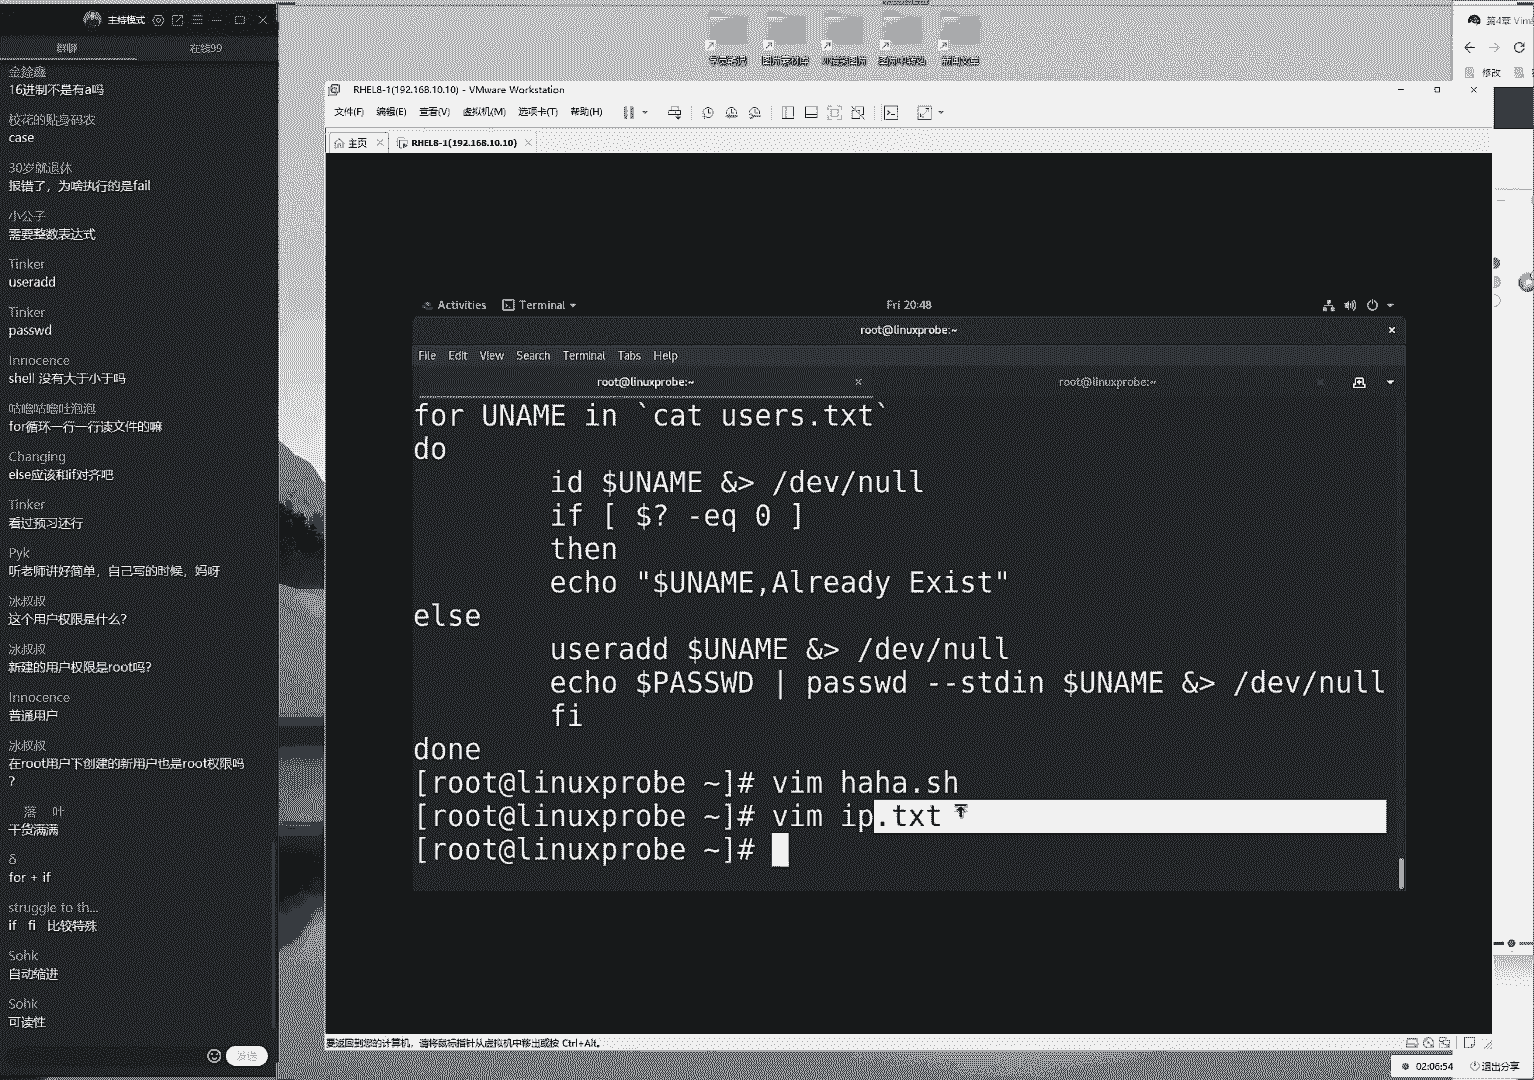 主持模式
群聊
在线99
金鑫鑫
16进制不是有a吗
校花的贴身码农
case
30岁就退休
报错了，为啥执行的是fail
小公子
需要整数表达式
Tinker
useradd
Tinker
passwd
Innocence
shell 没有大于小于吗
咕噜咕噜吐泡泡
for循环一行一行读文件的嘛
Changing
else应该和if对齐吧
Tinker
看过预习还行
Pyk
听老师讲好简单，自己写的时候，妈呀
冰叔叔
这个用户权限是什么?
冰叔叔
新建的用户权限是root吗?
Innocence
普通用户
冰叔叔
在root用户下创建的新用户也是root权限吗
?
落 叶
干货满满
δ
for + if
struggle to th...
if fi 比较特殊
Sohk
自动缩进
Sohk
可读性
发送
RHEL8-1(192.168.10.10) - VMware Workstation
文件(F) 编辑(E) 查看(V) 虚拟机(M) 选项卡(T) 帮助(H)
主页
RHEL8-1(192.168.10.10)
Activities Terminal
Fri 20:48
root@linuxprobe:~
File Edit View Search Terminal Tabs Help
root@linuxprobe:~
root@linuxprobe:~
for UNAME in `cat users.txt`
do
id $UNAME &> /dev/null
if [ $? -eq 0 ]
then
echo "$UNAME,Already Exist"
else
useradd $UNAME &> /dev/null
echo $PASSWD | passwd --stdin $UNAME &> /dev/null
fi
done
[root@linuxprobe ~]# vim haha.sh
[root@linuxprobe ~]# vim ip.txt
[root@linuxprobe ~]#
要返回到您的计算机，请将鼠标指针从虚拟机中移出或按 Ctrl+Alt。
第4章 Vim
修改
02:06:54
退出分享